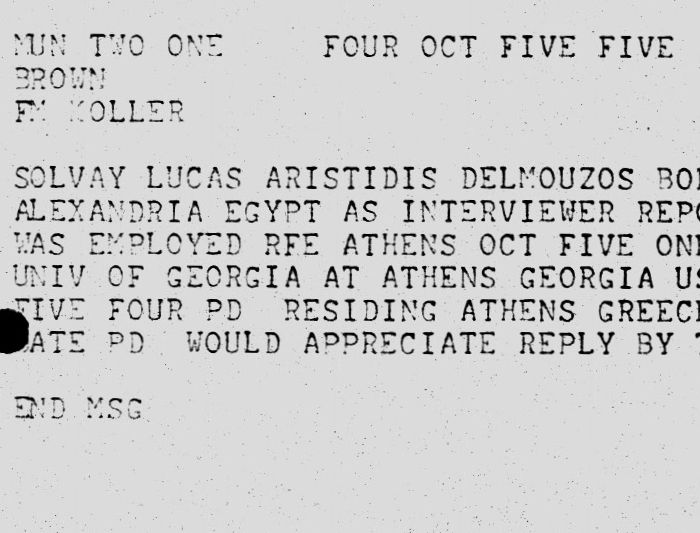 MUN TWO ONE FOUR OCT FIVE FIVE
BROWN
FM KOLLER
SOLVAY LUCAS ARISTIDIS DELMOUZOS
ALEXANDRIA EGYPT AS INTERVIEWER
WAS EMPLOYED RFE ATHENS OCT FIVE
UNIV OF GEORGIA AT ATHENS GEORGIA
FIVE FOUR PD RESIDING ATHENS
PD WOULD APPRECIATE REPLY BY
END MSG